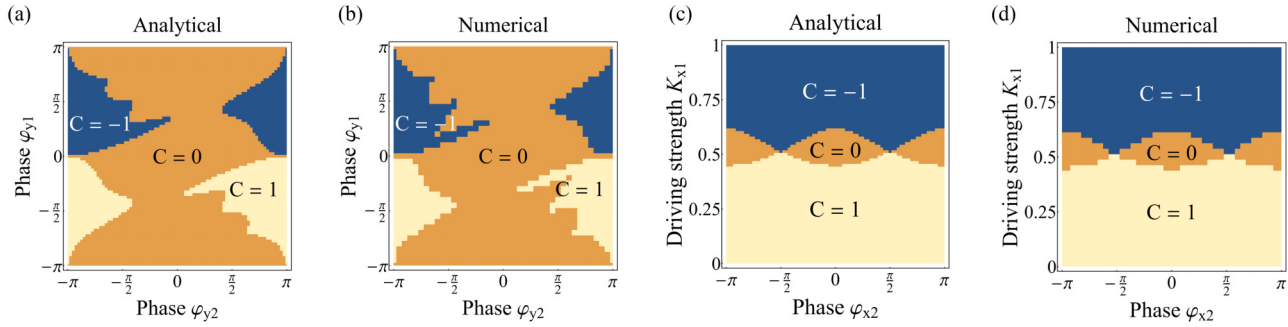 (a)
Analytical
Phase φy1
π
π/2
0
−π/2
−π
C = −1
C = 0
C = 1
−π
−π/2
0
π/2
π
Phase φy2
(b)
Numerical
Phase φy1
π
π/2
0
−π/2
−π
C = −1
C = 0
C = 1
−π
−π/2
0
π/2
π
Phase φy2
(c)
Analytical
Driving strength Kx1
1
0.75
0.5
0.25
0
C = −1
C = 0
C = 1
−π
−π/2
0
π/2
π
Phase φx2
(d)
Numerical
Driving strength Kx1
1
0.75
0.5
0.25
0
C = −1
C = 0
C = 1
−π
−π/2
0
π/2
π
Phase φx2